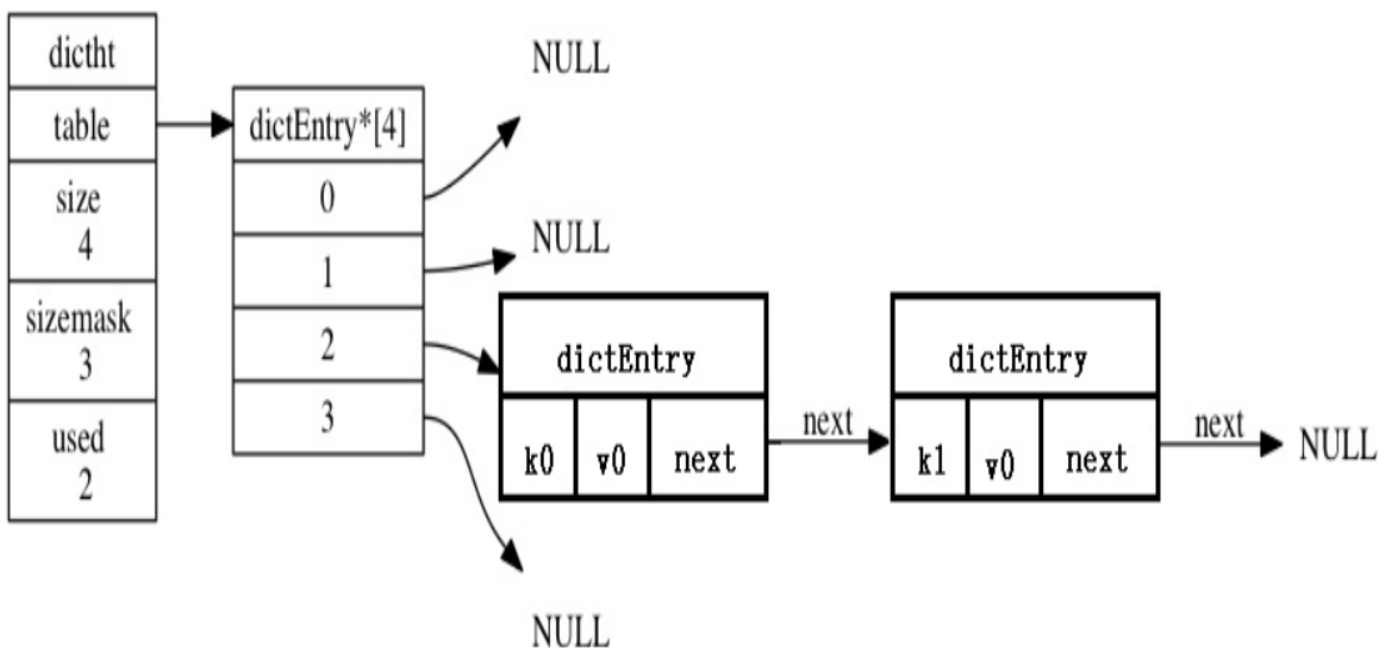 dictht
table
size
4
sizemask
3
used
2
dictEntry*[4]
0
1
2
3
NULL
NULL
dictEntry
k0 v0 next
next
dictEntry
k1 v0 next
next
NULL
NULL